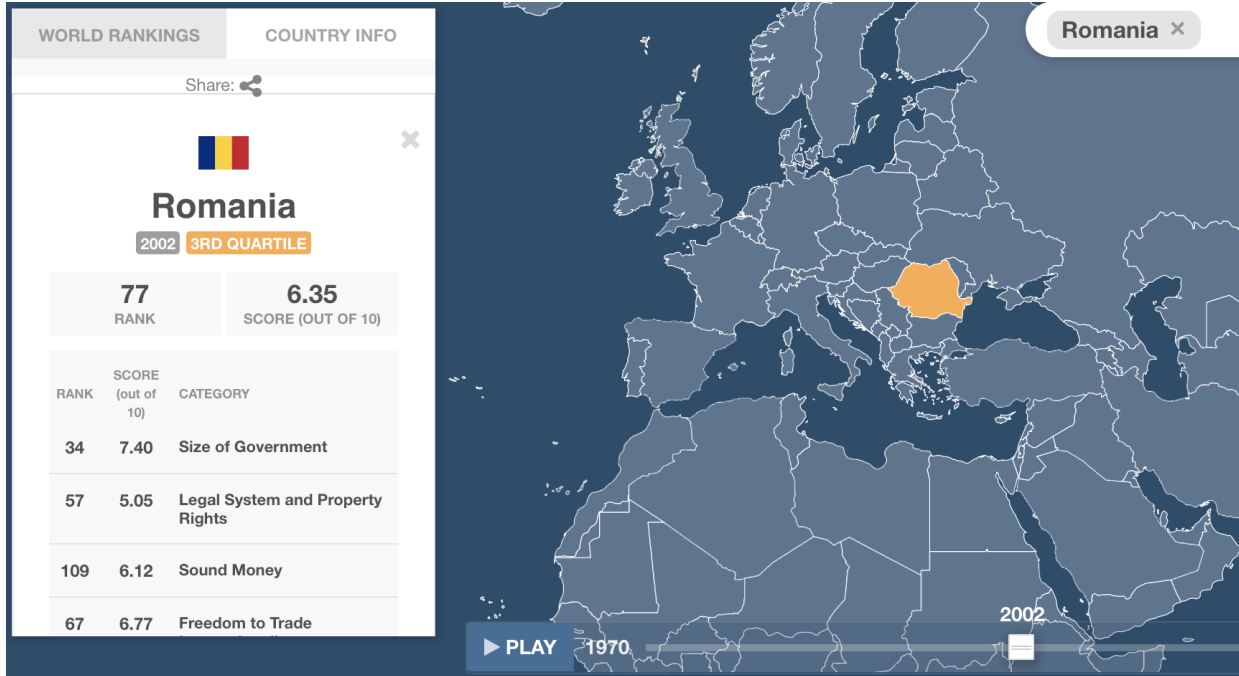 WORLD RANKINGS
COUNTRY INFO
Share:
Romania
2002 3RD QUARTILE
77
RANK
6.35
SCORE (OUT OF 10)
RANK
SCORE
(out of
10)
CATEGORY
34 7.40 Size of Government
57 5.05 Legal System and Property
Rights
109 6.12 Sound Money
67 6.77 Freedom to Trade
Romania ×
2002
PLAY 1970